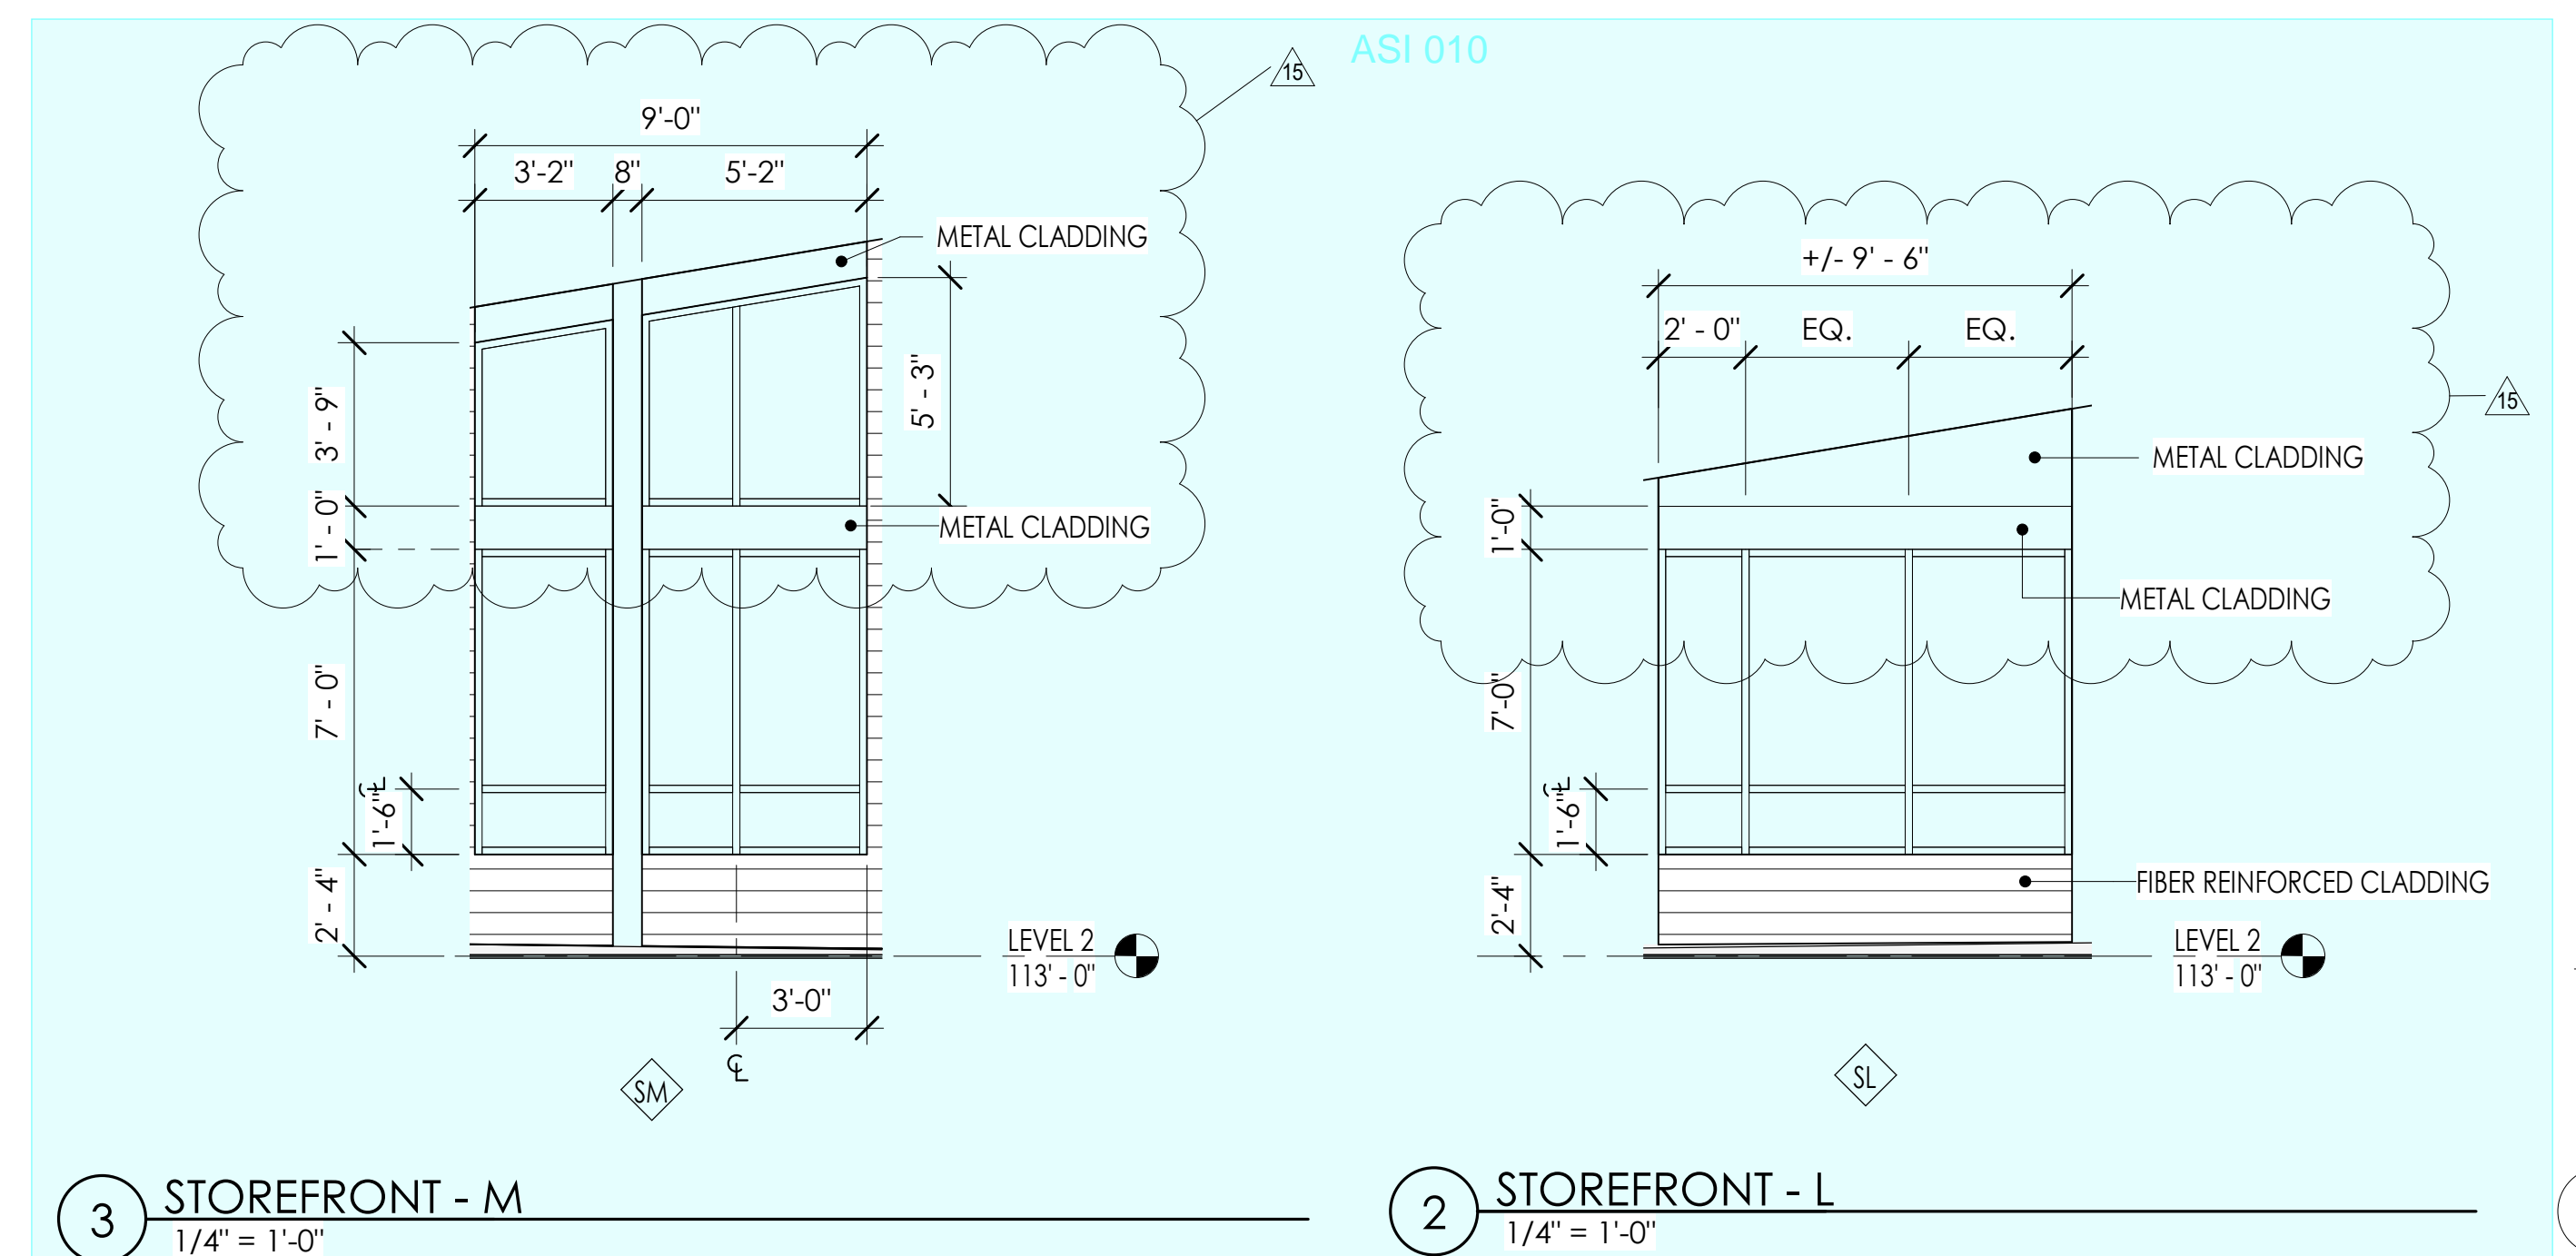 ASI 010
15
9'-0"
3'-2"
8"
5'-2"
METAL CLADDING
5' - 3"
3' - 9"
1' - 0"
METAL CLADDING
7' - 0"
℄
1'-6"
2' - 4"
LEVEL 2
113' - 0"
3'-0"
℄
SM
3
STOREFRONT - M
1/4" = 1'-0"
+/- 9' - 6"
2' - 0"
EQ.
EQ.
15
METAL CLADDING
1'-0"
METAL CLADDING
7'-0"
℄
1'-6"
FIBER REINFORCED CLADDING
2'-4"
LEVEL 2
113' - 0"
SL
2
STOREFRONT - L
1/4" = 1'-0"